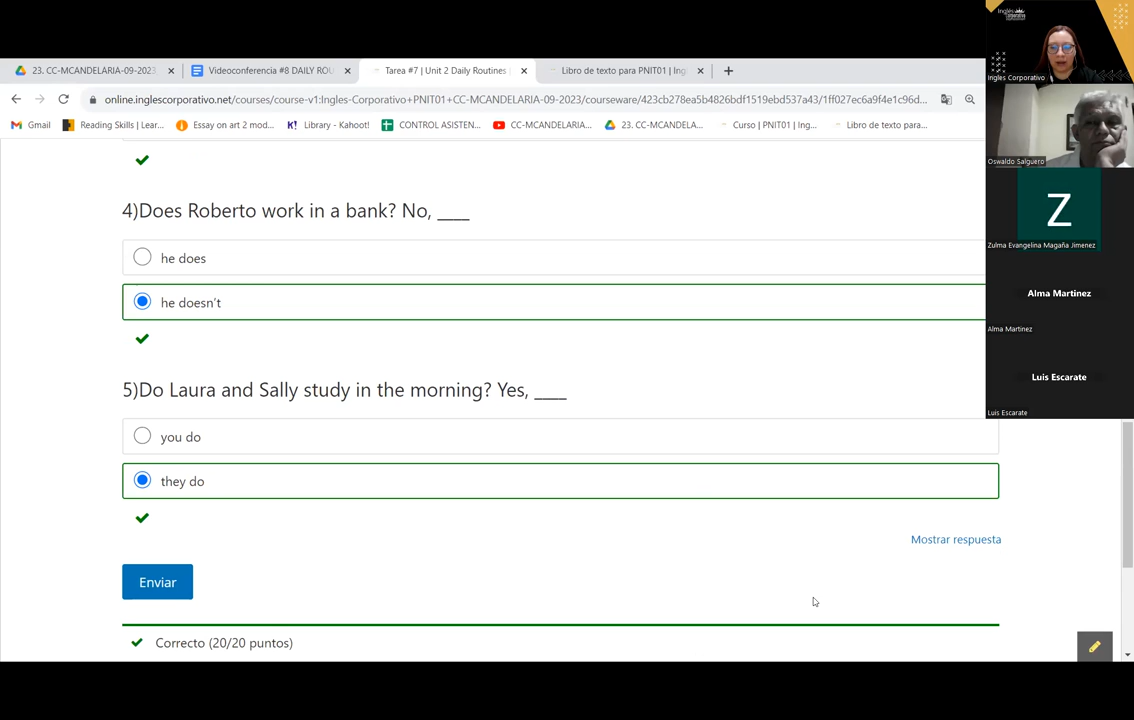 23. CC-MCANDELARIA-09-2023,
Videoconferencia #8 DAILY ROU
Tarea #7 | Unit 2 Daily Routines |
Libro de texto para PNIT01 | Ing
online.inglescorporativo.net/courses/course-v1:Ingles-Corporativo+PNIT01+CC-MCANDELARIA-09-2023/courseware/423cb278ea5b4826bdf1519ebd537a43/1ff027ec6a9f4e1c96d...
Gmail
Reading Skills | Lear...
Essay on art 2 mod...
Library - Kahoot!
CONTROL ASISTEN...
CC-MCANDELARIA...
23. CC-MCANDELA...
Curso | PNIT01 | Ing...
Libro de texto para...
4)Does Roberto work in a bank? No, ____
he does
he doesn't
5)Do Laura and Sally study in the morning? Yes, ____
you do
they do
Mostrar respuesta
Enviar
Correcto (20/20 puntos)
Inglés
Corporativo
Ingles Corporativo
Oswaldo Salguero
Z
Zulma Evangelina Magaña Jimenez
Alma Martinez
Alma Martinez
Luis Escarate
Luis Escarate